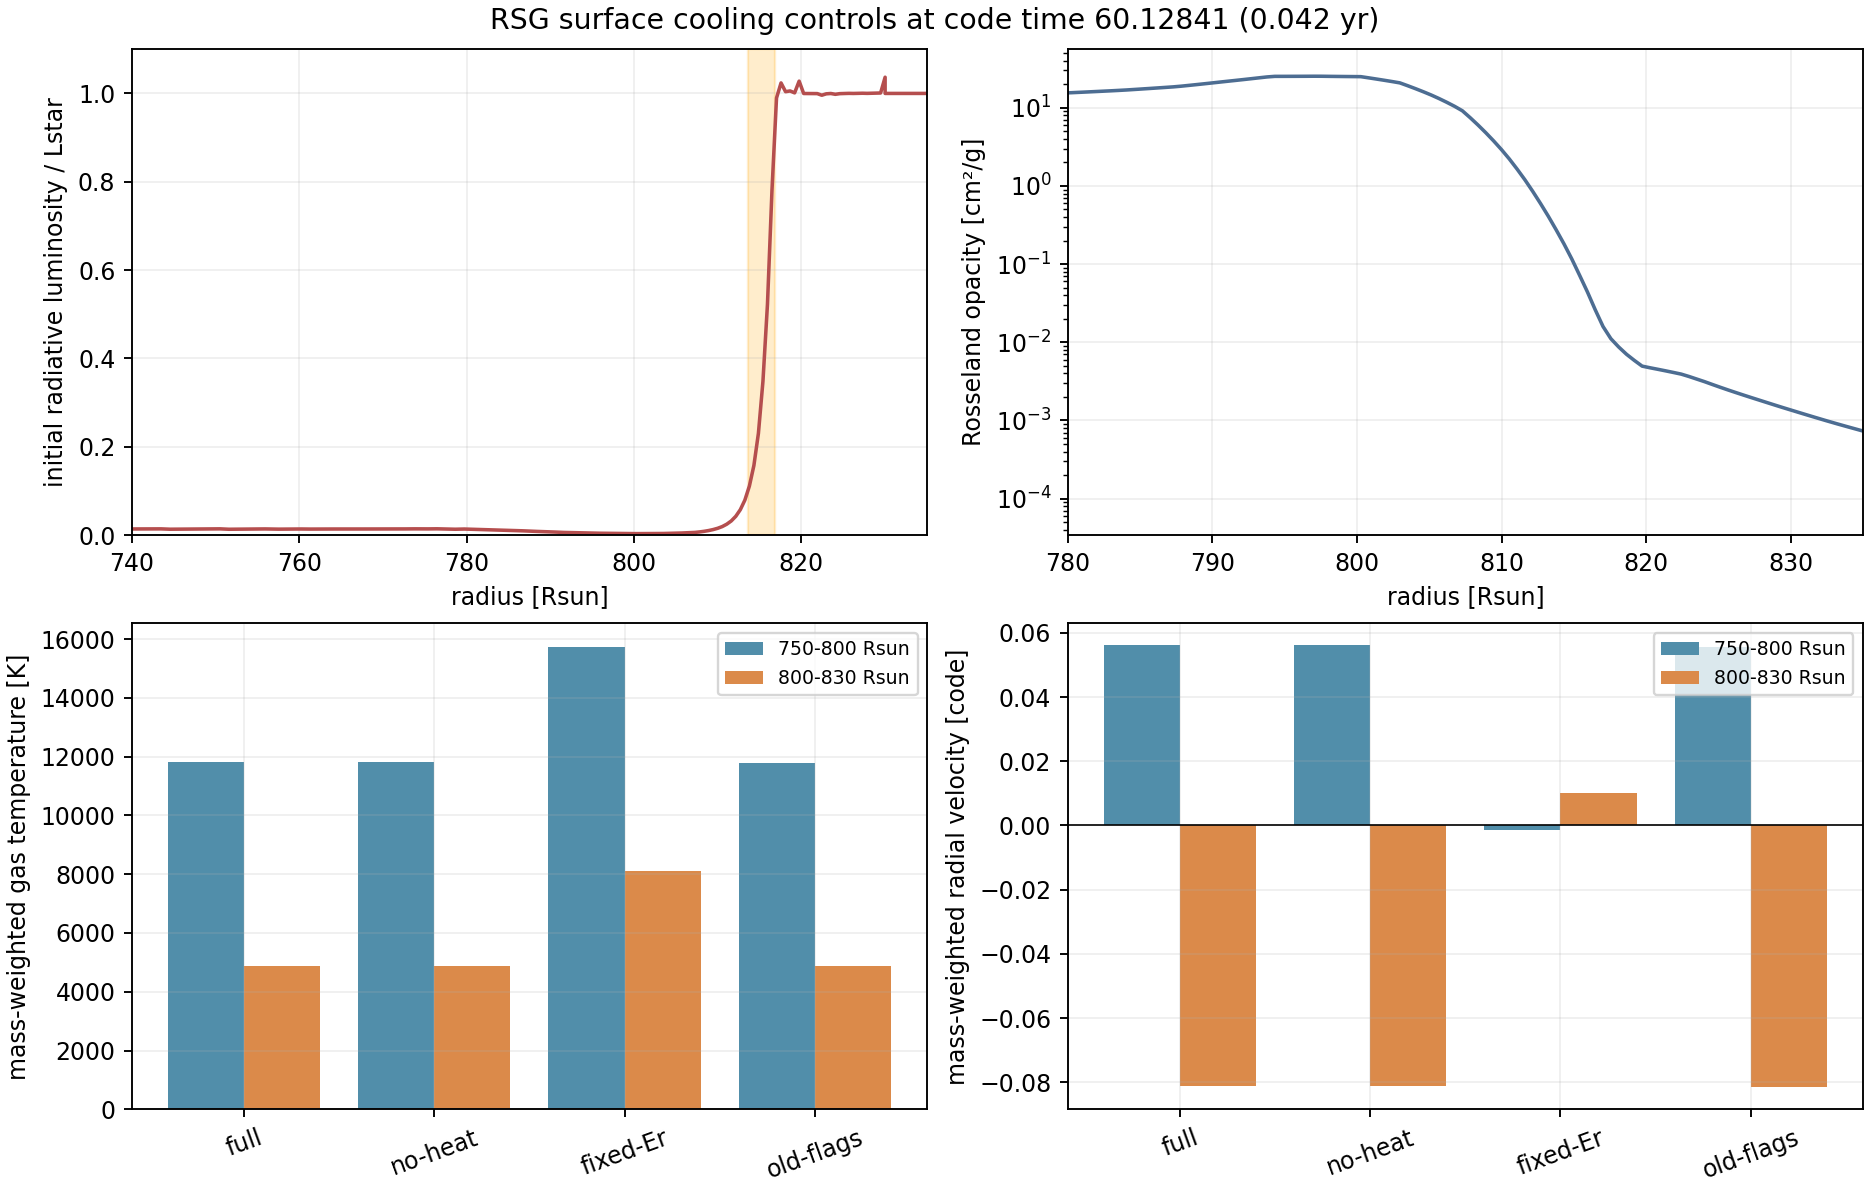 RSG surface cooling controls at code time 60.12841 (0.042 yr)
initial radiative luminosity / Lstar
1.0
0.8
0.6
0.4
0.2
0.0
740 760 780 800 820
radius [Rsun]
Rosseland opacity [cm²/g]
10¹
10⁰
10⁻¹
10⁻²
10⁻³
10⁻⁴
780 790 800 810 820 830
radius [Rsun]
mass-weighted gas temperature [K]
16000
14000
12000
10000
8000
6000
4000
2000
0
750-800 Rsun
800-830 Rsun
full no-heat fixed-Er old-flags
mass-weighted radial velocity [code]
0.06
0.04
0.02
0.00
−0.02
−0.04
−0.06
−0.08
750-800 Rsun
800-830 Rsun
full no-heat fixed-Er old-flags